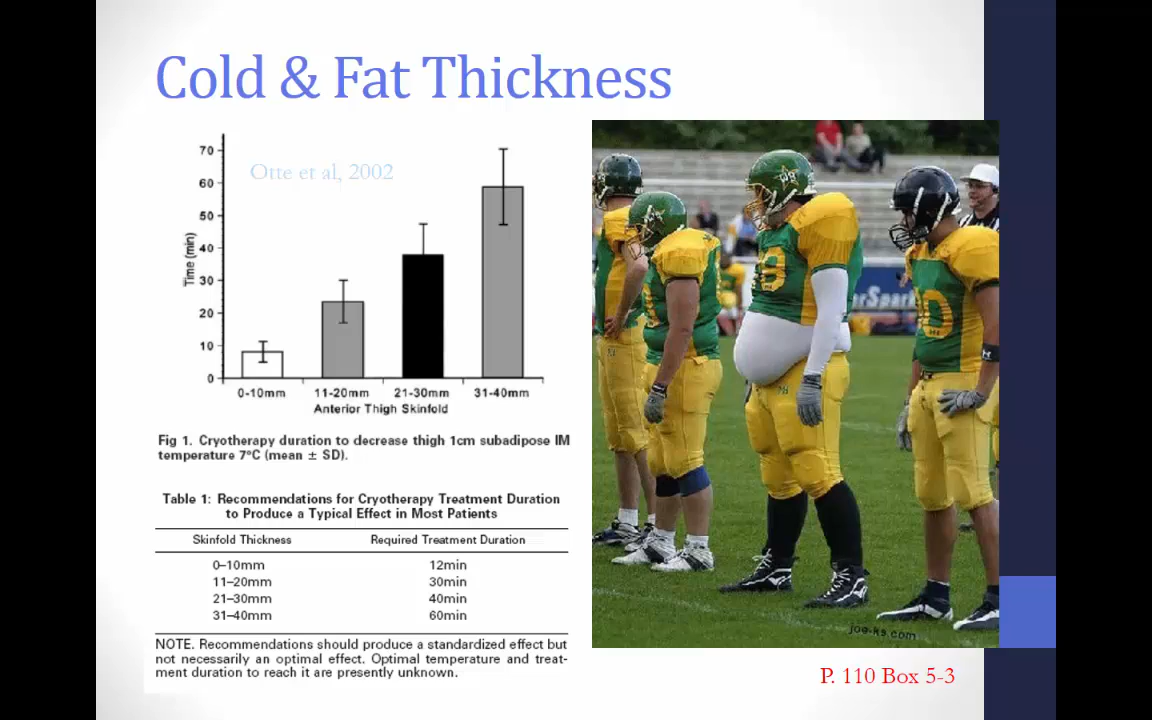 Cold & Fat Thickness
Otte et al, 2002
70
60
50
40
30
20
10
0
Time (min)
0-10mm 11-20mm 21-30mm 31-40mm
Anterior Thigh Skinfold
Fig 1. Cryotherapy duration to decrease thigh 1cm subadipose IM
temperature 7°C (mean ± SD).
Table 1: Recommendations for Cryotherapy Treatment Duration
to Produce a Typical Effect in Most Patients
Skinfold Thickness Required Treatment Duration
0–10mm 12min
11–20mm 30min
21–30mm 40min
31–40mm 60min
NOTE. Recommendations should produce a standardized effect but
not necessarily an optimal effect. Optimal temperature and treat-
ment duration to reach it are presently unknown.
joe-ks.com
P. 110 Box 5-3